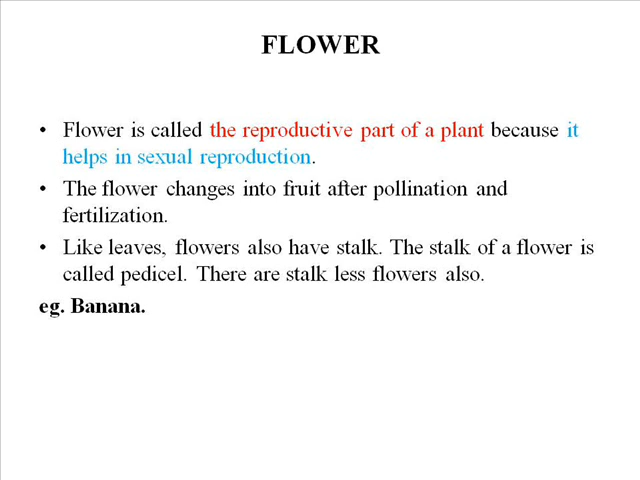 FLOWER
• Flower is called the reproductive part of a plant because it
helps in sexual reproduction.
• The flower changes into fruit after pollination and
fertilization.
• Like leaves, flowers also have stalk. The stalk of a flower is
called pedicel. There are stalk less flowers also.
eg. Banana.